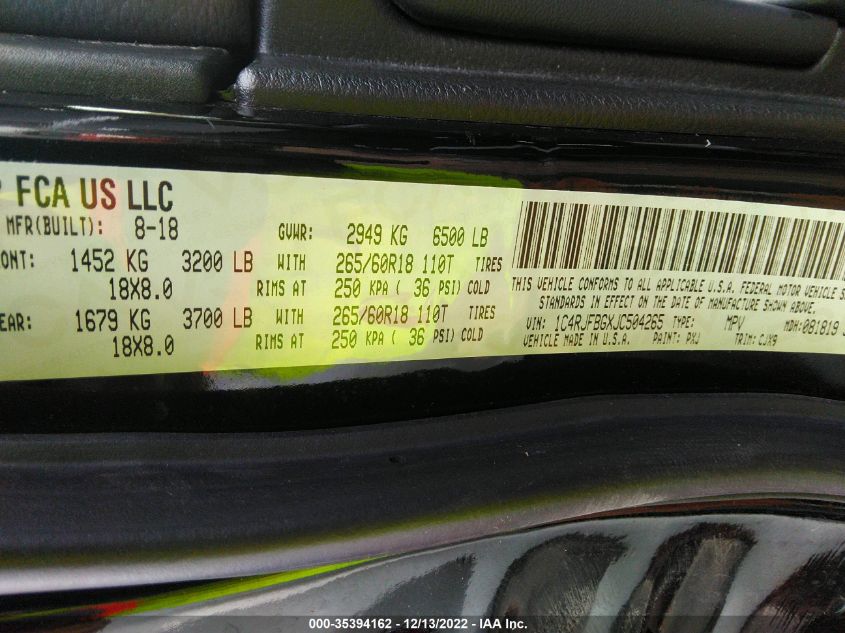 FCA US LLC
MFR(BUILT): 8-18 GVWR: 2949 KG 6500 LB
ONT: 1452 KG 3200 LB WITH 265/60R18 110T TIRES
18X8.0 RIMS AT 250 KPA ( 36 PSI) COLD
EAR: 1679 KG 3700 LB WITH 265/60R18 110T TIRES
18X8.0 RIMS AT 250 KPA ( 36 PSI) COLD
THIS VEHICLE CONFORMS TO ALL APPLICABLE U.S.A. FEDERAL MOTOR VEHICLE S
STANDARDS IN EFFECT ON THE DATE OF MANUFACTURE SHOWN ABOVE.
VIN: 1C4RJFBGXJC504265 TYPE: MPV MDH: 081819
VEHICLE MADE IN U.S.A. PAINT: PXJ TRIM: CJX9
000-35394162 - 12/13/2022 - IAA Inc.